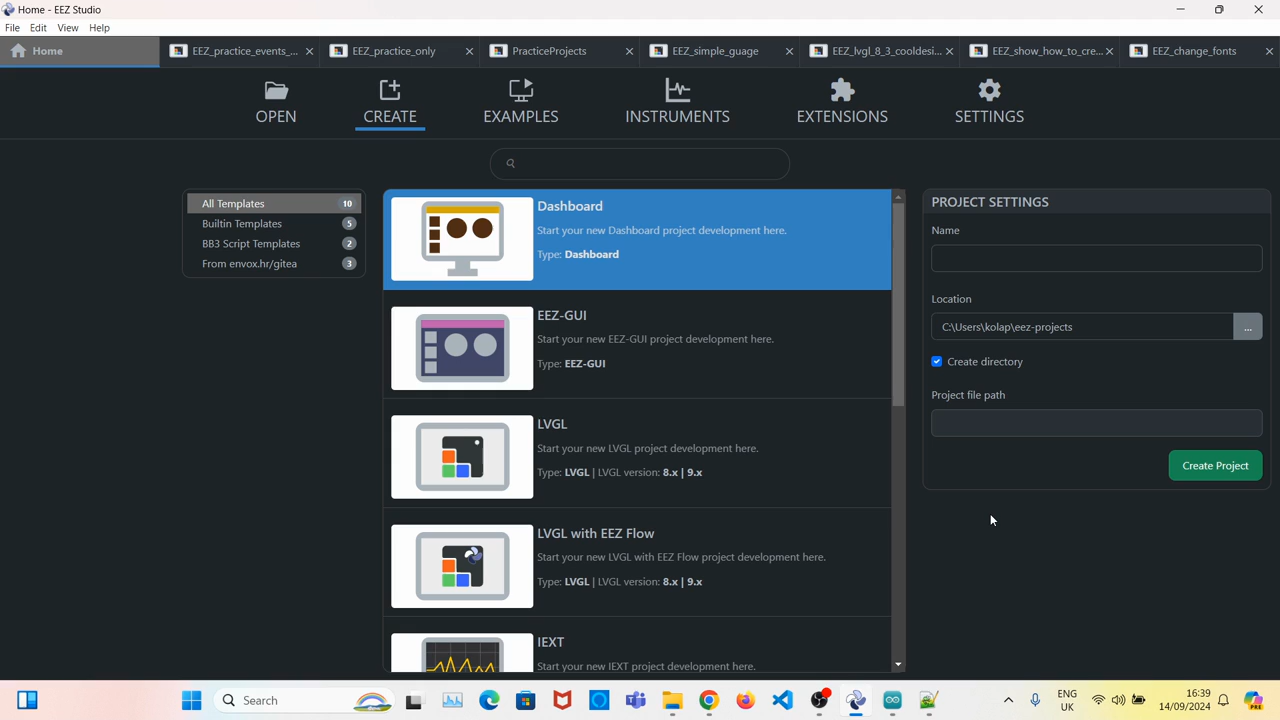 Home - EEZ Studio
File Edit View Help
Home EEZ_practice_events_... EEZ_practice_only PracticeProjects EEZ_simple_guage EEZ_lvgl_8_3_cooldesi... EEZ_show_how_to_cre... EEZ_change_fonts
OPEN CREATE EXAMPLES INSTRUMENTS EXTENSIONS SETTINGS
All Templates 10
Builtin Templates 5
BB3 Script Templates 2
From envox.hr/gitea 3
Dashboard
Start your new Dashboard project development here.
Type: Dashboard
EEZ-GUI
Start your new EEZ-GUI project development here.
Type: EEZ-GUI
LVGL
Start your new LVGL project development here.
Type: LVGL | LVGL version: 8.x | 9.x
LVGL with EEZ Flow
Start your new LVGL with EEZ Flow project development here.
Type: LVGL | LVGL version: 8.x | 9.x
IEXT
Start your new IEXT project development here.
PROJECT SETTINGS
Name
Location
C:\Users\kolap\eez-projects ...
Create directory
Project file path
Create Project
Search
ENG
UK
16:39
14/09/2024
PRE